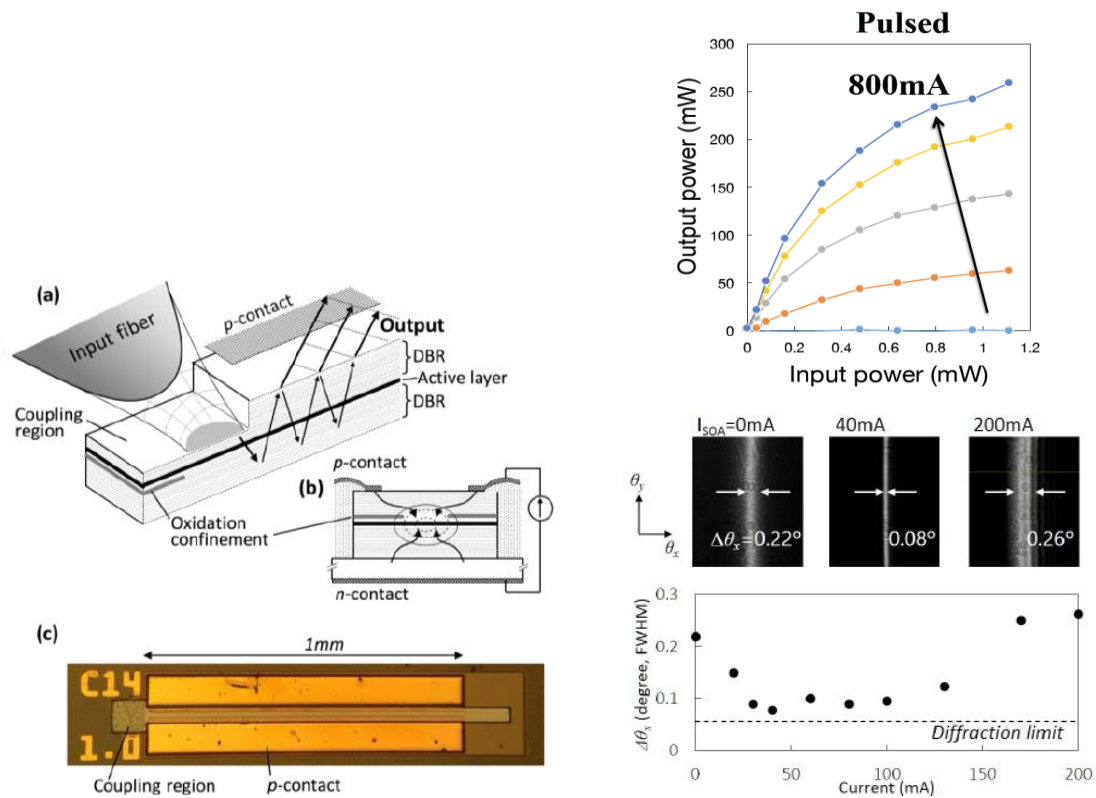 (a)
Input fiber
p-contact
Output
DBR
Active layer
DBR
Coupling
region
Oxidation
confinement
(b)
p-contact
n-contact
(c)
1mm
C14
1.0
Coupling region
p-contact
Pulsed
800mA
Output power (mW)
300
250
200
150
100
50
0
0 0.2 0.4 0.6 0.8 1 1.2
Input power (mW)
I_SOA=0mA 40mA 200mA
θy
θx
Δθx=0.22° 0.08° 0.26°
Δθx (degree, FWHM)
0.3
0.2
0.1
0
Diffraction limit
0 50 100 150 200
Current (mA)